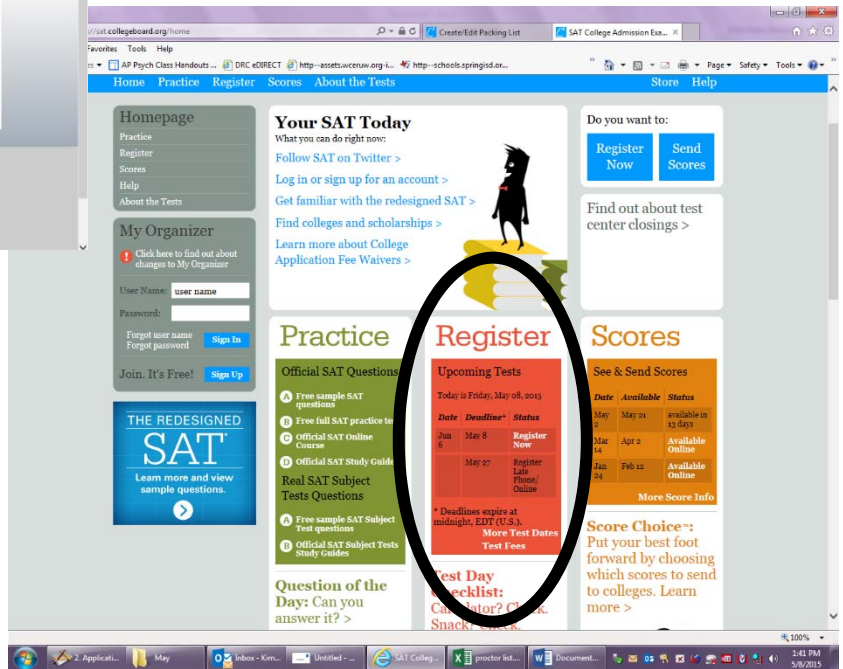 //sat.collegeboard.org/home
Create/Edit Packing List
SAT College Admission Exa...
Favorites Tools Help
AP Psych Class Handouts ... DRC eDIRECT http--assets.wceruw.org-i... http--schools.springisd.or...
Page Safety Tools
Home Practice Register Scores About the Tests Store Help
Homepage
Practice
Register
Scores
Help
About the Tests
My Organizer
Click here to find out about
changes to My Organizer
User Name: user name
Password:
Forgot user name
Forgot password
Sign In
Join. It's Free! Sign Up
THE REDESIGNED
SAT
Learn more and view
sample questions.
Your SAT Today
What you can do right now:
Follow SAT on Twitter >
Log in or sign up for an account >
Get familiar with the redesigned SAT >
Find colleges and scholarships >
Learn more about College
Application Fee Waivers >
Do you want to:
Register
Now
Send
Scores
Find out about test
center closings >
Practice
Official SAT Questions
A Free sample SAT
questions
B Free full SAT practice
C Official SAT Online
Course
D Official SAT Study Guide
Real SAT Subject
Tests Questions
A Free sample SAT Subject
Test questions
B Official SAT Subject Tests
Study Guides
Question of the
Day: Can you
answer it? >
Register
Upcoming Tests
Today is Friday, May 08, 2015
Date Deadline* Status
Jun 6 May 8 Register Now
May 27 Register Late Phone/ Online
* Deadlines expire at
midnight, EDT (U.S.).
More Test Dates
Test Fees
Test Day
Checklist:
Calculator? Check.
Snack? Check.
Scores
See & Send Scores
Date Available Status
May 2 May 21 available in 13 days
Mar 14 Apr 2 Available Online
Jan 24 Feb 12 Available Online
More Score Info
Score Choice™:
Put your best foot
forward by choosing
which scores to send
to colleges. Learn
more >
100%
2. Applicati... May Inbox - Kim... Untitled - ... SAT Colleg... proctor list... Document...
1:41 PM
5/8/2015